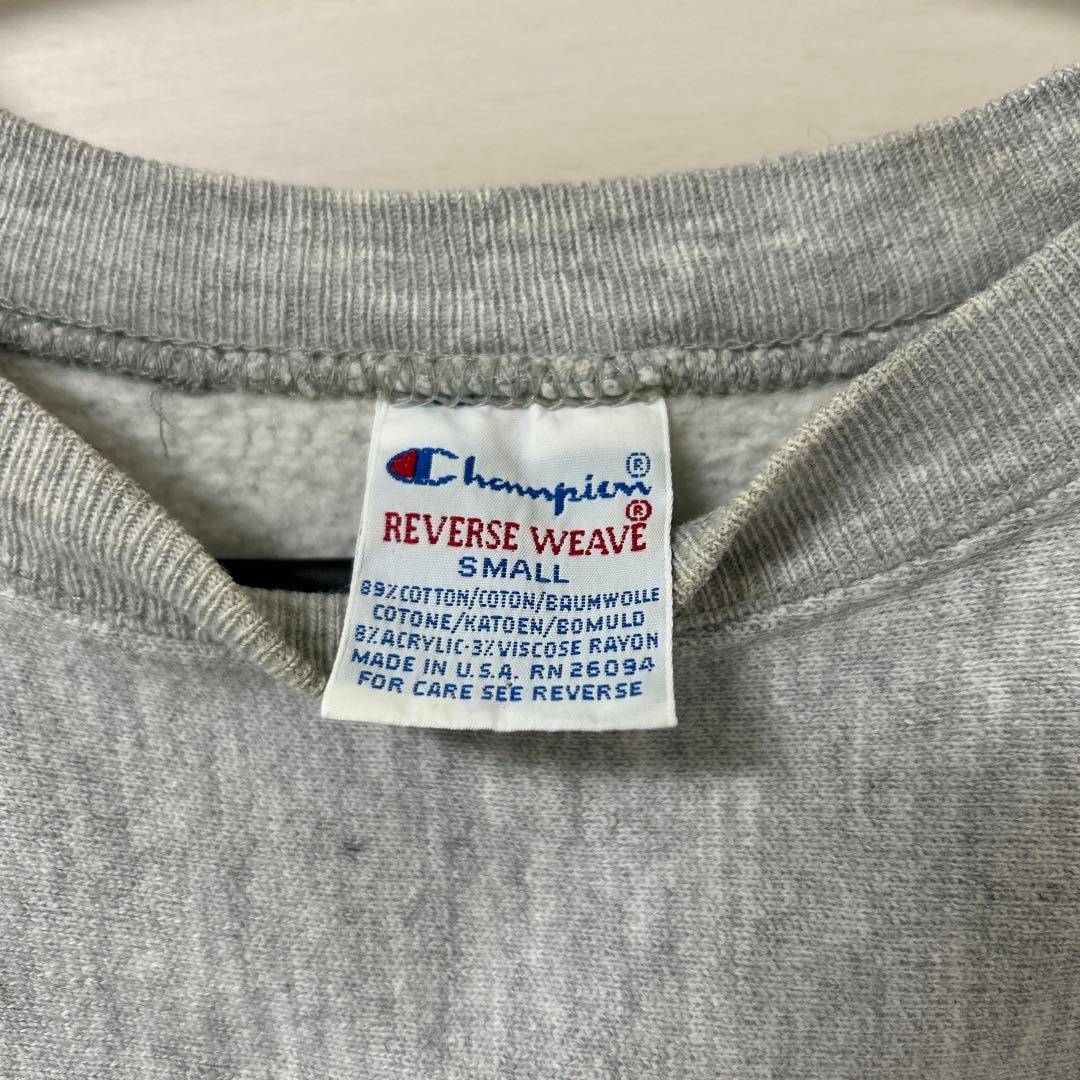 Champion®
REVERSE WEAVE®
SMALL
89% COTTON/COTON/BAUMWOLLE
COTONE/KATOEN/BOMULD
8% ACRYLIC·3% VISCOSE RAYON
MADE IN U.S.A. RN 26094
FOR CARE SEE REVERSE